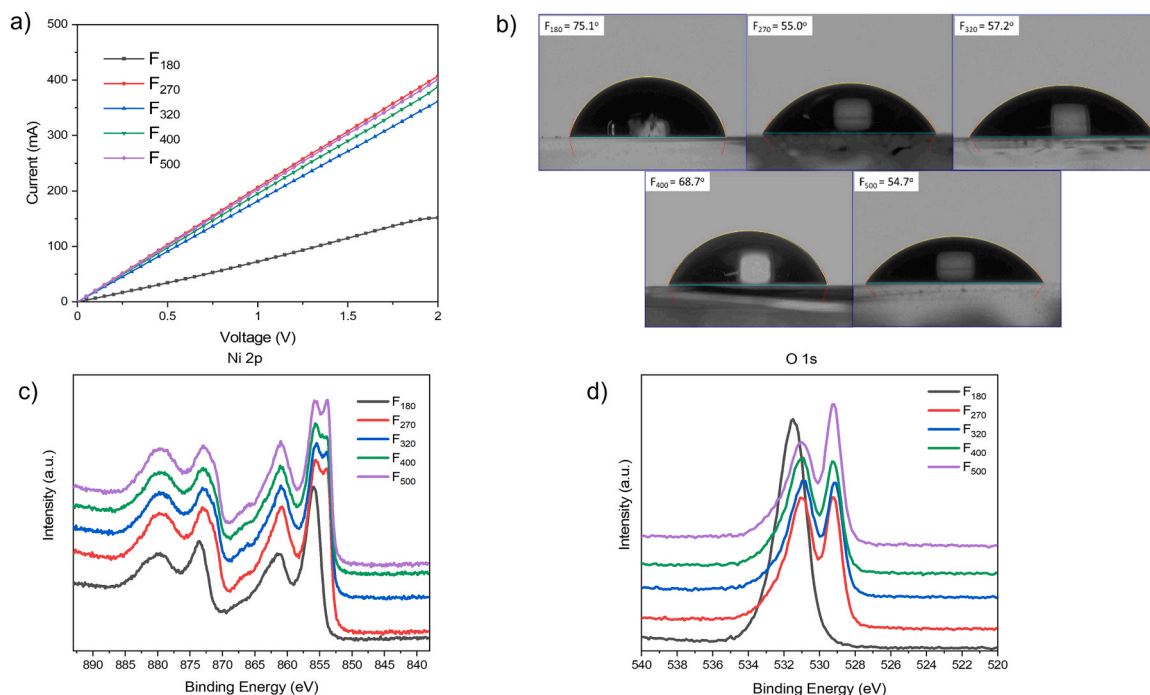 a)
Current (mA)
500
400
300
200
100
0
F180
F270
F320
F400
F500
0
0.5
1
1.5
2
Voltage (V)
b)
F180 = 75.1°
F270 = 55.0°
F320 = 57.2°
F400 = 68.7°
F500 = 54.7°
c)
Ni 2p
Intensity (a.u.)
F180
F270
F320
F400
F500
890 885 880 875 870 865 860 855 850 845 840
Binding Energy (eV)
d)
O 1s
Intensity (a.u.)
F180
F270
F320
F400
F500
540 538 536 534 532 530 528 526 524 522 520
Binding Energy (eV)